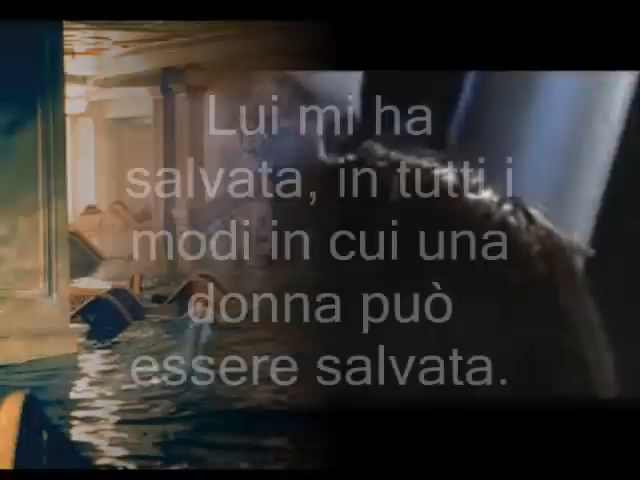 Lui mi ha
salvata, in tutti i
modi in cui una
donna può
essere salvata.